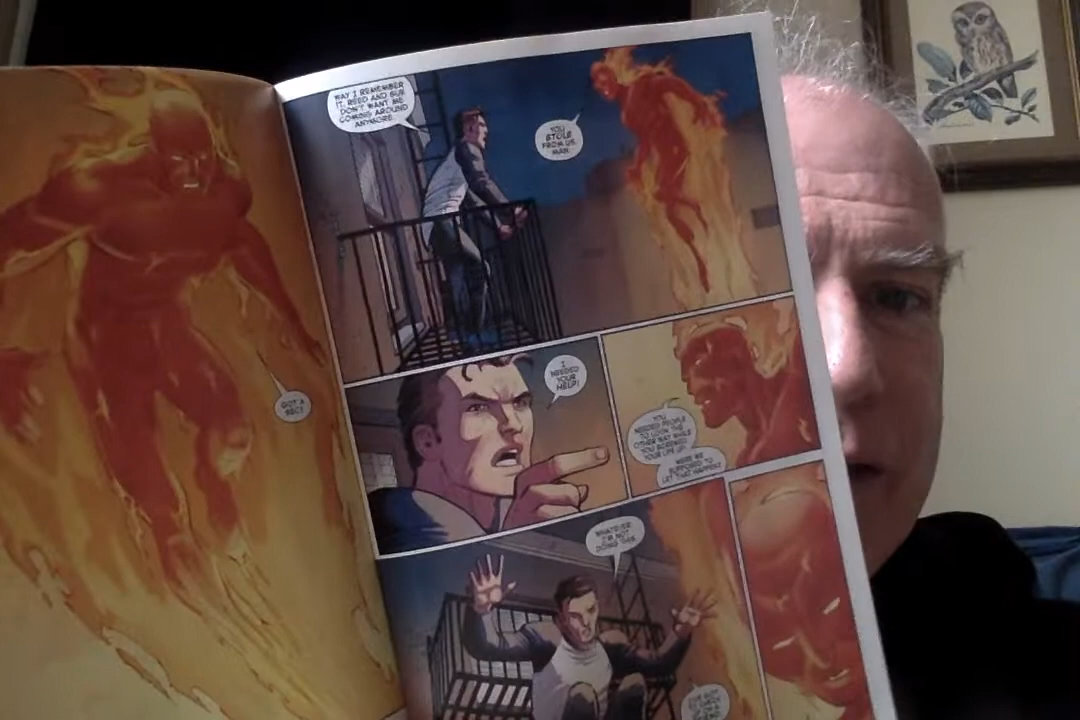 GOT A
SEC?
WAY I REMEMBER
IT, REED AND SUE
DON'T WANT ME
COMING AROUND
ANYMORE.
YOU
STOLE
FROM US,
MAN.
I
NEEDED
YOUR
HELP!
YOU
NEEDED PEOPLE
TO LOOK THE
OTHER WAY WHILE
YOU SCREWED
YOUR LIFE UP.
WERE WE
SUPPOSED TO
LET THAT HAPPEN?
WHATEVER.
I'M NOT
DOING THIS.